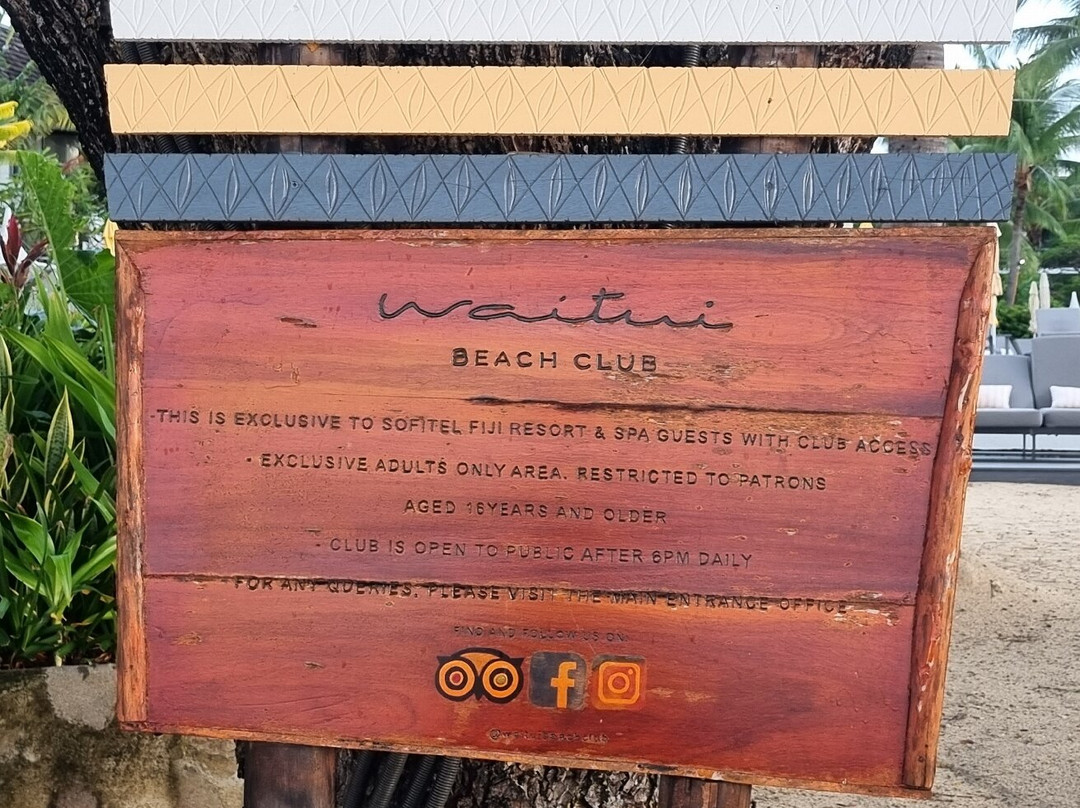 waitui
BEACH CLUB
-THIS IS EXCLUSIVE TO SOFITEL FIJI RESORT & SPA GUESTS WITH CLUB ACCESS
- EXCLUSIVE ADULTS ONLY AREA. RESTRICTED TO PATRONS
AGED 16YEARS AND OLDER
- CLUB IS OPEN TO PUBLIC AFTER 6PM DAILY
FOR ANY QUERIES, PLEASE VISIT THE MAIN ENTRANCE OFFICE
FIND AND FOLLOW US ON: